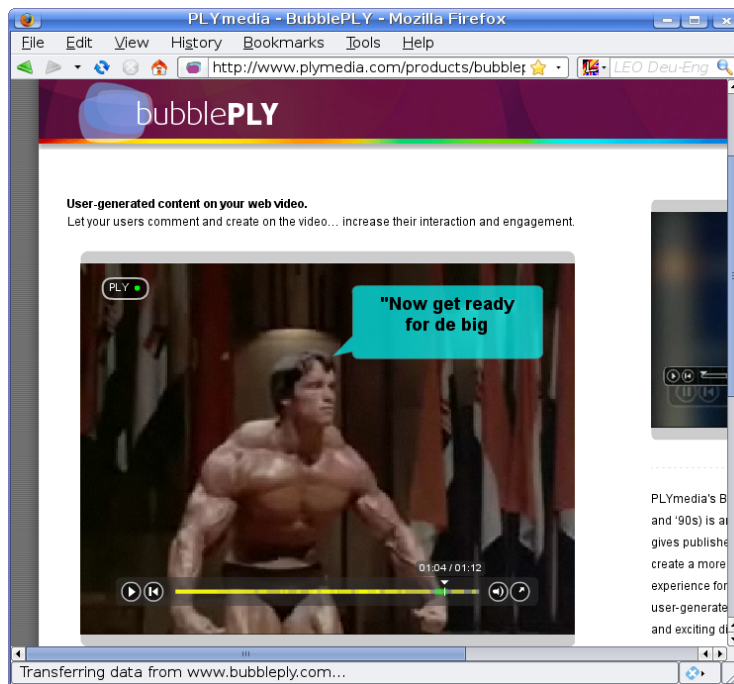 PLYmedia - BubblePLY - Mozilla Firefox
File Edit View History Bookmarks Tools Help
http://www.plymedia.com/products/bubblep LEO Deu-Eng
bubblePLY
User-generated content on your web video.
Let your users comment and create on the video... increase their interaction and engagement.
PLY
"Now get ready
for de big
01:04 / 01:12
PLYmedia's B
and '90s) is a
gives publishe
create a more
experience for
user-generate
and exciting di
Transferring data from www.bubbleply.com...